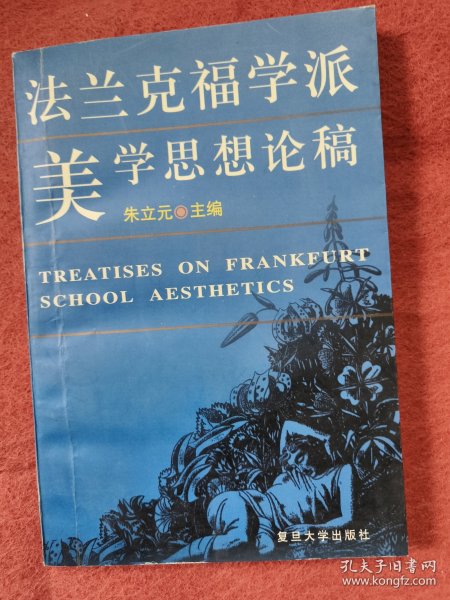 法兰克福学派
美学思想论稿
朱立元◉主编
TREATISES ON FRANKFURT
SCHOOL AESTHETICS
复旦大学出版社
孔夫子旧书网
www.kongfz.com